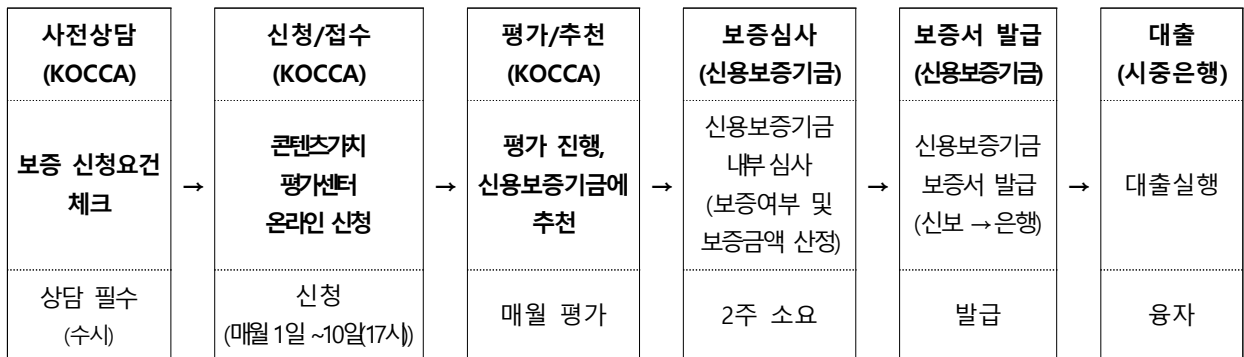 사전상담
(KOCCA)
보증 신청요건
체크
상담 필수
(수시)
→
신청/접수
(KOCCA)
콘텐츠가치
평가센터
온라인 신청
신청
(매월 1일 ~10일(17시))
→
평가/추천
(KOCCA)
평가 진행,
신용보증기금에
추천
매월 평가
→
보증심사
(신용보증기금)
신용보증기금
내부 심사
(보증여부 및
보증금액 산정)
2주 소요
→
보증서 발급
(신용보증기금)
신용보증기금
보증서 발급
(신보 →은행)
발급
→
대출
(시중은행)
대출실행
융자